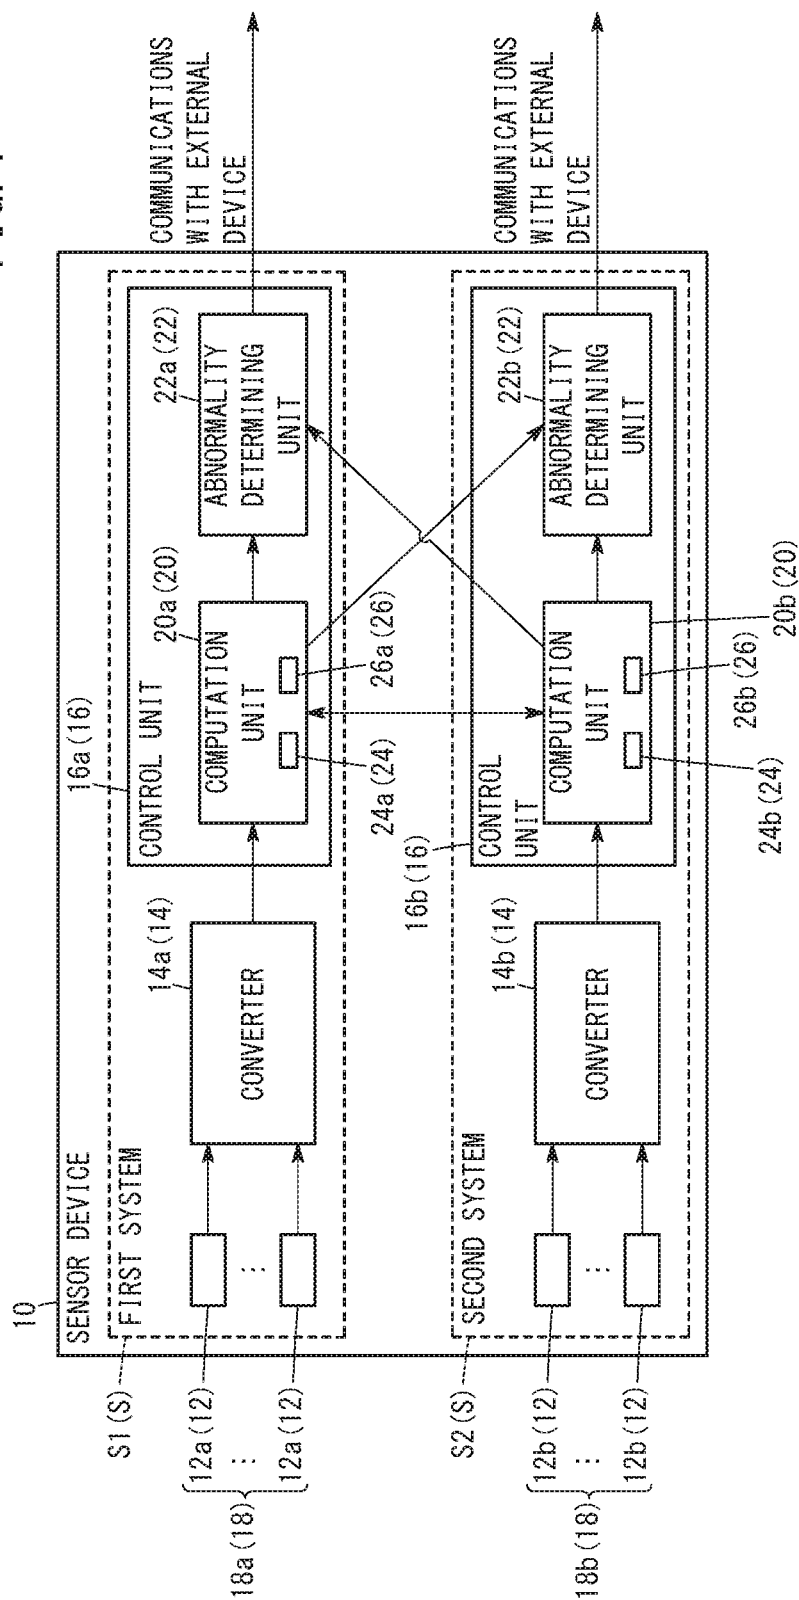 10
SENSOR DEVICE
S1(S)
FIRST SYSTEM
12a(12)
⋮
12a(12)
18a(18)
14a(14)
CONVERTER
16a(16)
CONTROL UNIT
20a(20)
COMPUTATION
UNIT
24a(24)
26a(26)
22a(22)
ABNORMALITY
DETERMINING
UNIT
COMMUNICATIONS
WITH EXTERNAL
DEVICE
S2(S)
SECOND SYSTEM
12b(12)
⋮
12b(12)
18b(18)
14b(14)
CONVERTER
16b(16)
CONTROL
UNIT
COMPUTATION
UNIT
20b(20)
24b(24)
26b(26)
22b(22)
ABNORMALITY
DETERMINING
UNIT
COMMUNICATIONS
WITH EXTERNAL
DEVICE